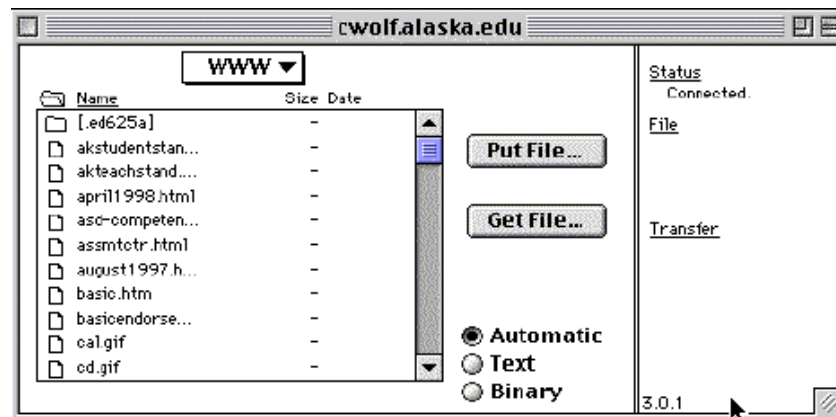 cwolf.alaska.edu
WWW
Name Size Date
[.ed625a] -
akstudentstan... -
akteachstand.... -
april1998.html -
asd-competen... -
assmtctr.html -
august1997.h... -
basic.htm -
basicendorse... -
cal.gif -
cd.gif -
Put File...
Get File...
Automatic
Text
Binary
Status
Connected.
File
Transfer
3.0.1